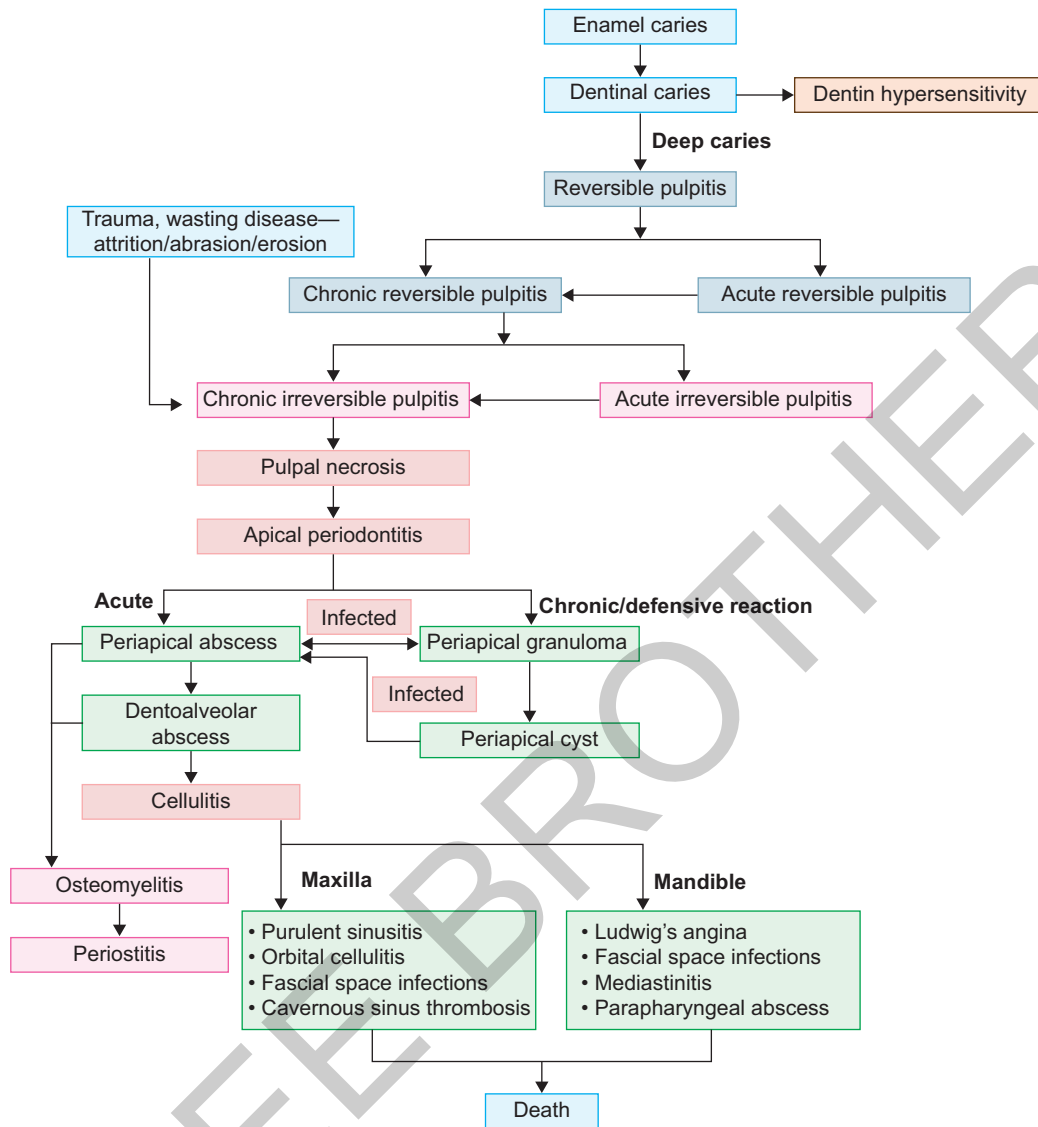 Enamel caries
Dentinal caries
Dentin hypersensitivity
Deep caries
Reversible pulpitis
Trauma, wasting disease—
attrition/abrasion/erosion
Chronic reversible pulpitis
Acute reversible pulpitis
Chronic irreversible pulpitis
Acute irreversible pulpitis
Pulpal necrosis
Apical periodontitis
Acute
Infected
Chronic/defensive reaction
Periapical abscess
Periapical granuloma
Infected
Dentoalveolar
abscess
Periapical cyst
Cellulitis
Osteomyelitis
Periostitis
Maxilla
• Purulent sinusitis
• Orbital cellulitis
• Fascial space infections
• Cavernous sinus thrombosis
Mandible
• Ludwig's angina
• Fascial space infections
• Mediastinitis
• Parapharyngeal abscess
Death
EE BROTHER